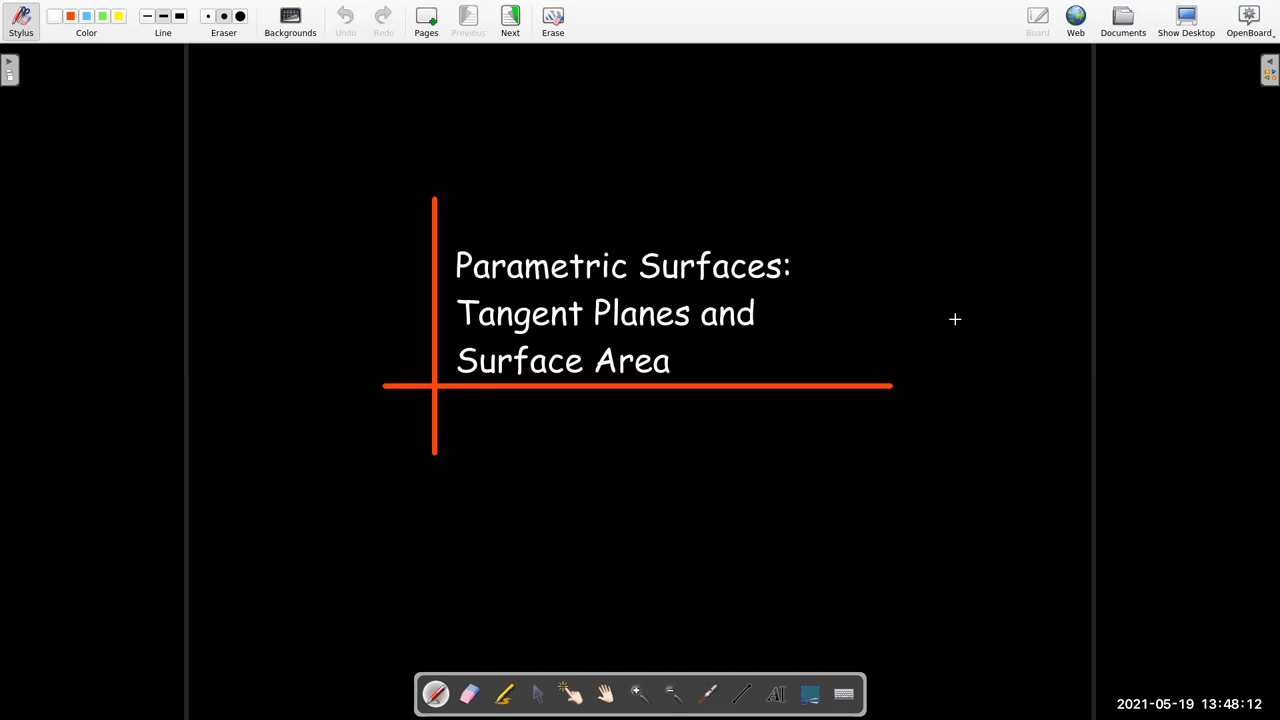 Stylus
Color
Line
Eraser
Backgrounds
Undo
Redo
Pages
Previous
Next
Erase
Board
Web
Documents
Show Desktop
OpenBoard
Parametric Surfaces:
Tangent Planes and
Surface Area
AI
2021-05-19 13:48:12